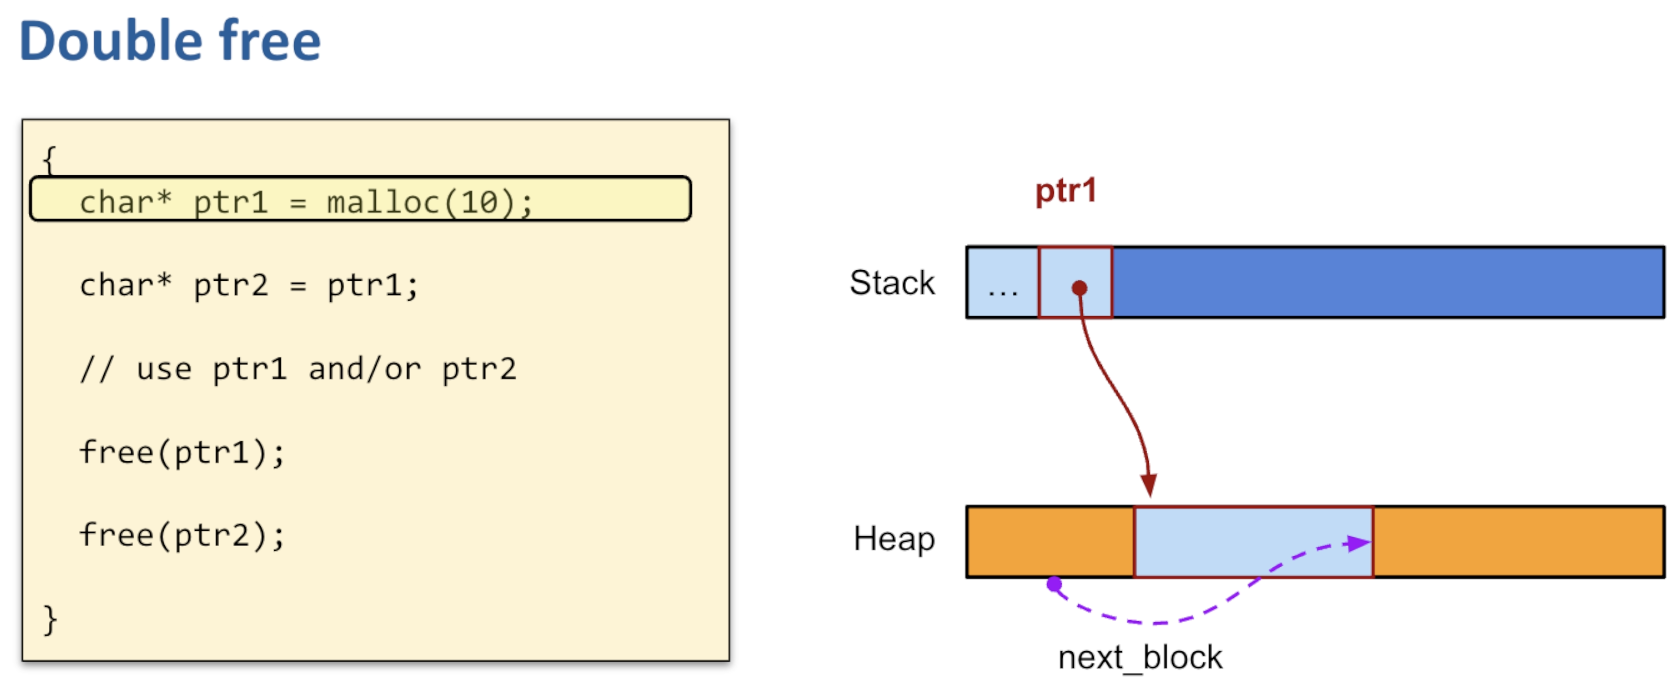 Double free
{
char* ptr1 = malloc(10);
char* ptr2 = ptr1;
// use ptr1 and/or ptr2
free(ptr1);
free(ptr2);
}
ptr1
Stack
...
Heap
next_block